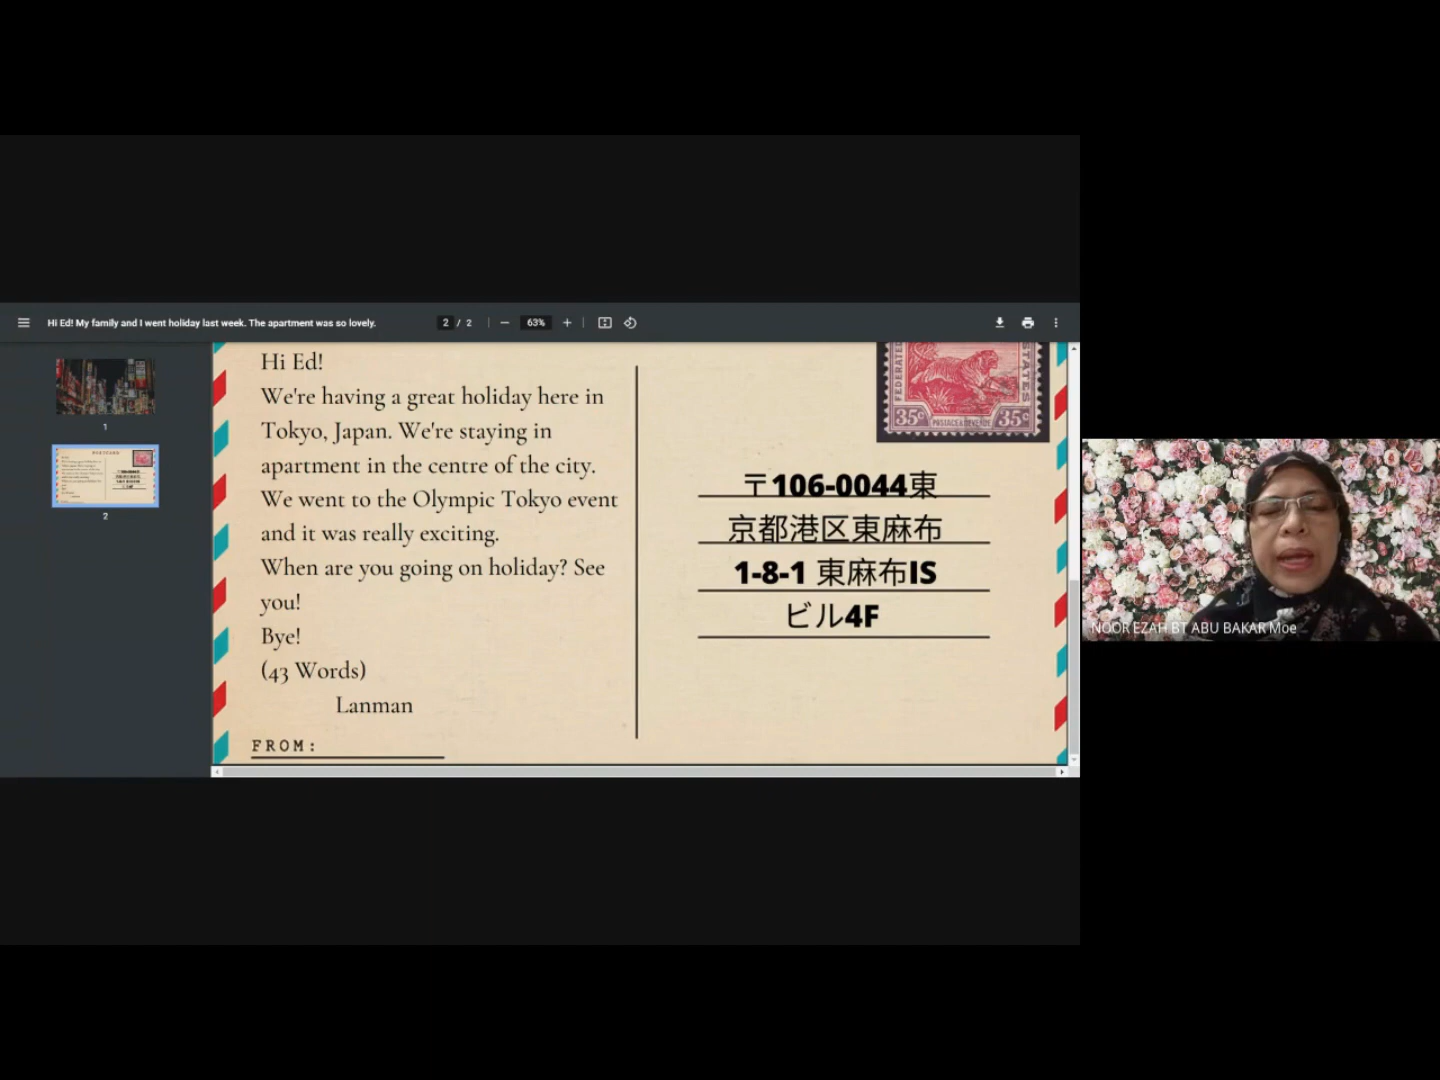 Hi Ed! My family and I went holiday last week. The apartment was so lovely.
2 / 2
63%
1
2
Hi Ed!
We're having a great holiday here in
Tokyo, Japan. We're staying in
apartment in the centre of the city.
We went to the Olympic Tokyo event
and it was really exciting.
When are you going on holiday? See
you!
Bye!
(43 Words)
Lanman
FROM:
FEDERATED
STATES
35c
POSTAGE & REVENUE
35c
〒106-0044東
京都港区東麻布
1-8-1 東麻布IS
ビル4F
NOOR EZAH BT ABU BAKAR Moe